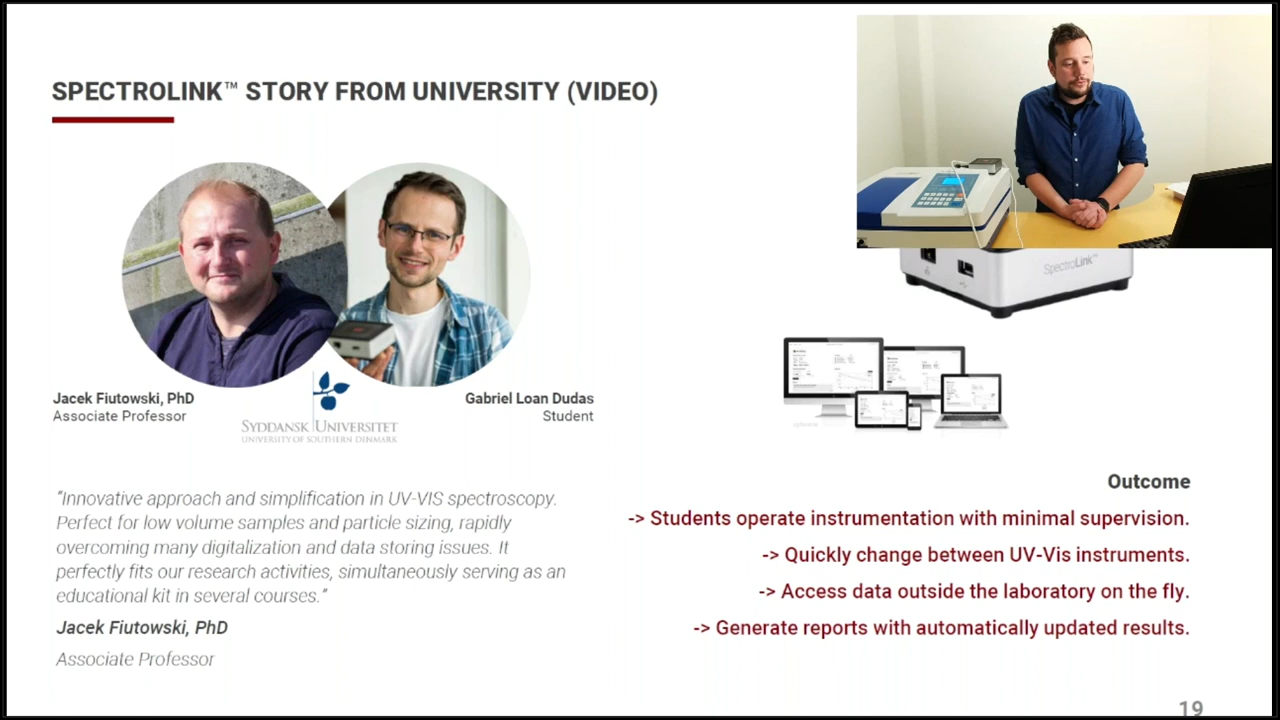 SPECTROLINK™ STORY FROM UNIVERSITY (VIDEO)
SpectroLink™
Jacek Fiutowski, PhD
Associate Professor
Gabriel Loan Dudas
Student
SYDDANSK UNIVERSITET
UNIVERSITY OF SOUTHERN DENMARK
"Innovative approach and simplification in UV-VIS spectroscopy.
Perfect for low volume samples and particle sizing, rapidly
overcoming many digitalization and data storing issues. It
perfectly fits our research activities, simultaneously serving as an
educational kit in several courses."
Jacek Fiutowski, PhD
Associate Professor
Outcome
-> Students operate instrumentation with minimal supervision.
-> Quickly change between UV-Vis instruments.
-> Access data outside the laboratory on the fly.
-> Generate reports with automatically updated results.
19